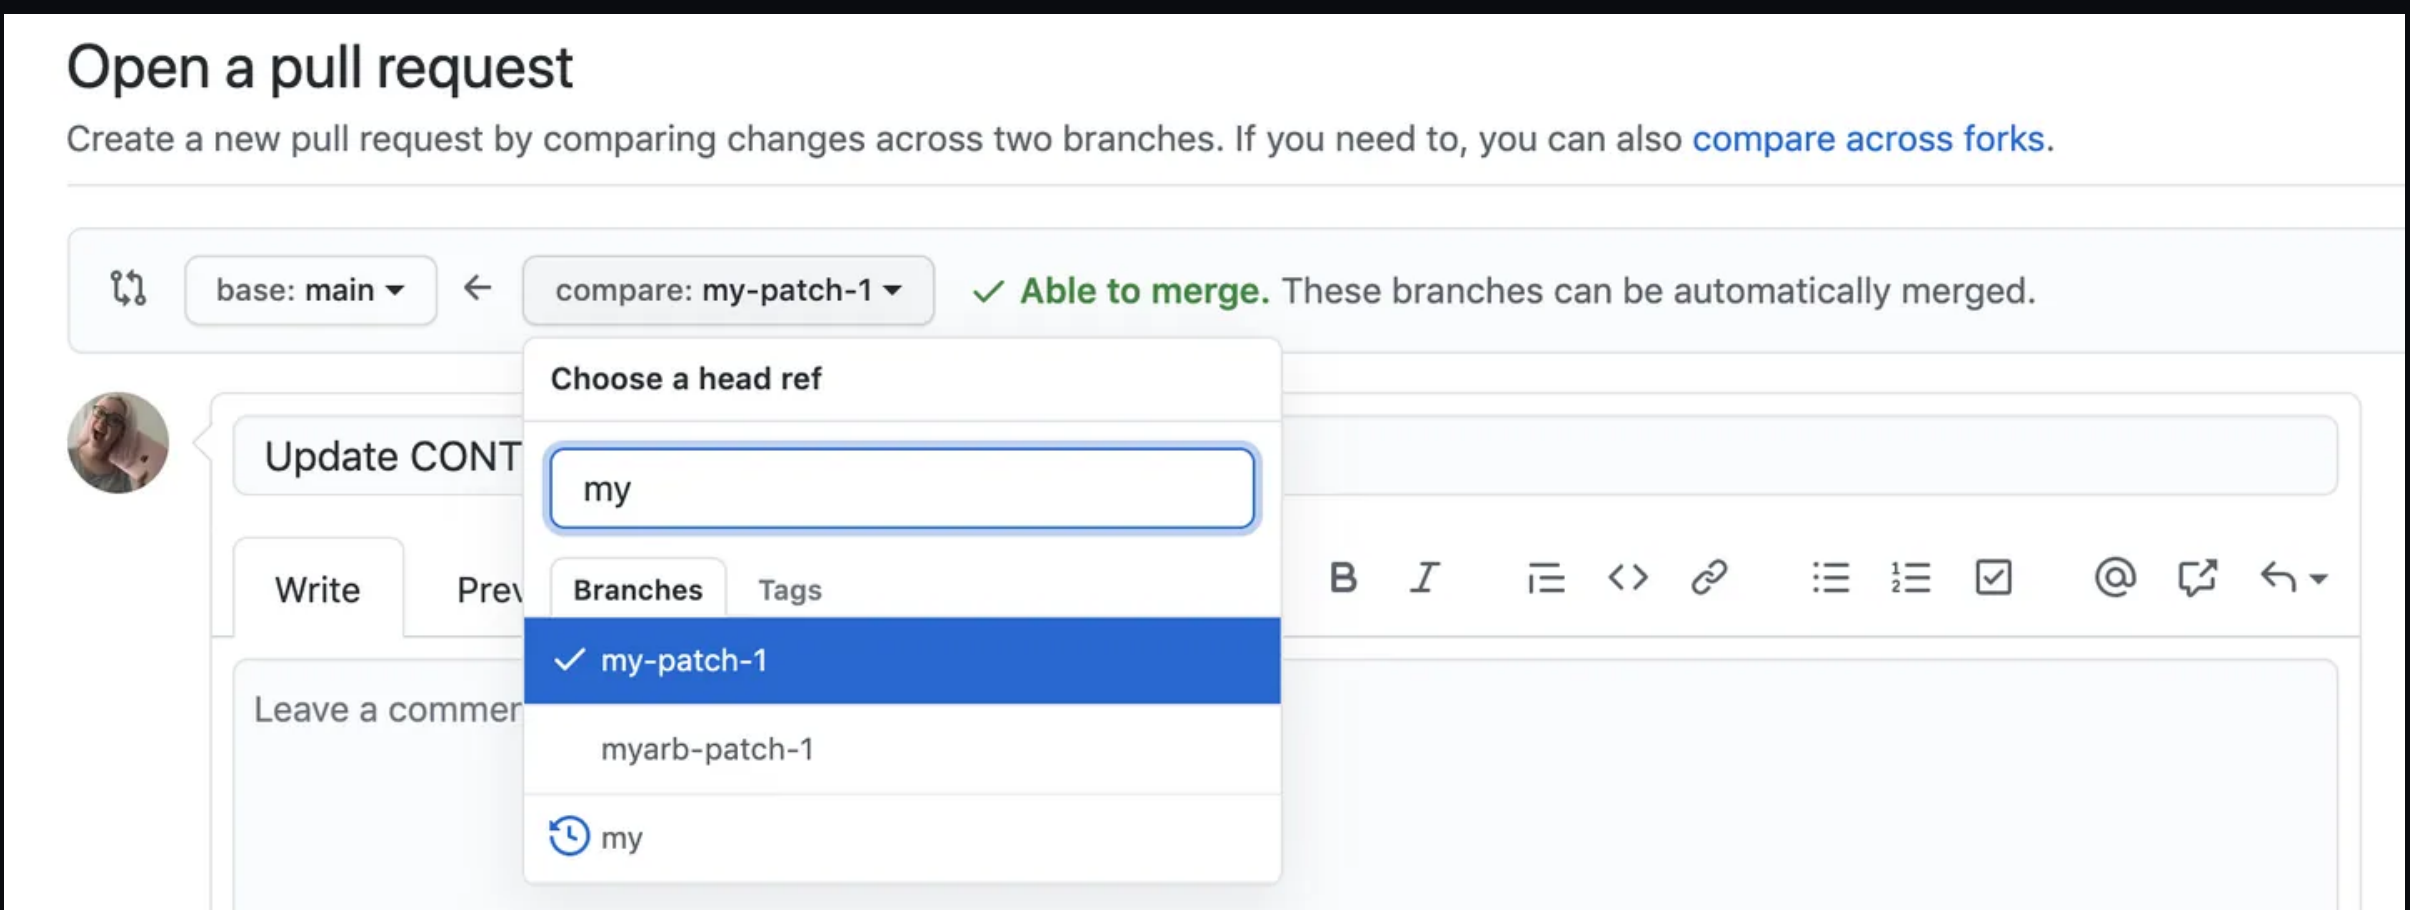 Open a pull request
Create a new pull request by comparing changes across two branches. If you need to, you can also compare across forks.
base: main
compare: my-patch-1
Able to merge. These branches can be automatically merged.
Choose a head ref
Update CONT
my
Write
Prev
Branches
Tags
my-patch-1
Leave a commen
myarb-patch-1
my